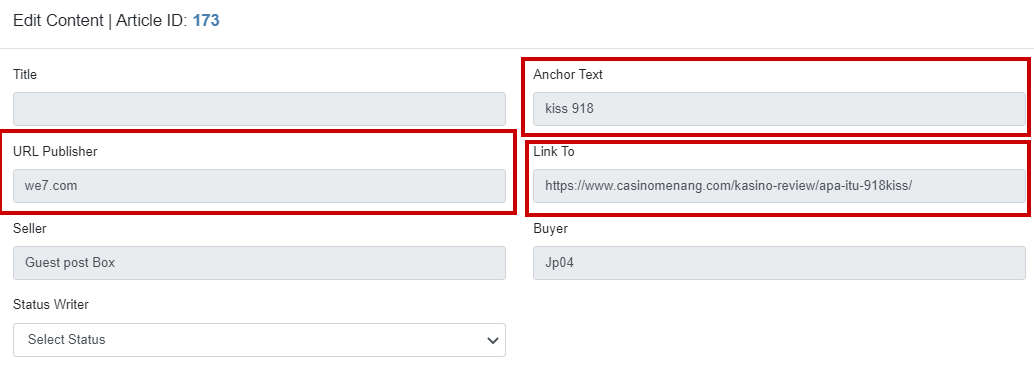 Edit Content | Article ID: 173
Title
Anchor Text
kiss 918
URL Publisher
Link To
we7.com
https://www.casinomenang.com/kasino-review/apa-itu-918kiss/
Seller
Buyer
Guest post Box
Jp04
Status Writer
Select Status